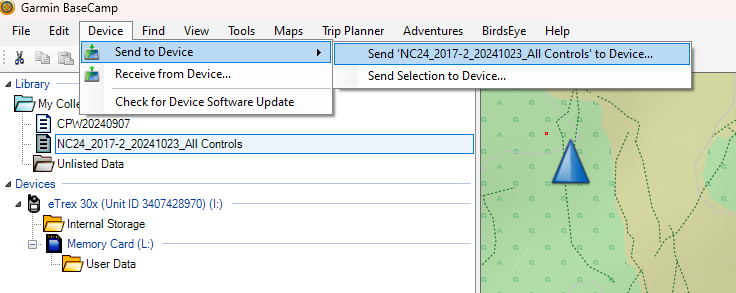 Garmin BaseCamp
File Edit Device Find View Tools Maps Trip Planner Adventures BirdsEye Help
Send to Device
Send 'NC24_2017-2_20241023_All Controls' to Device...
Receive from Device...
Send Selection to Device...
Check for Device Software Update
Library
My Colle
CPW20240907
NC24_2017-2_20241023_All Controls
Unlisted Data
Devices
eTrex 30x (Unit ID 3407428970) (I:)
Internal Storage
Memory Card (L:)
User Data